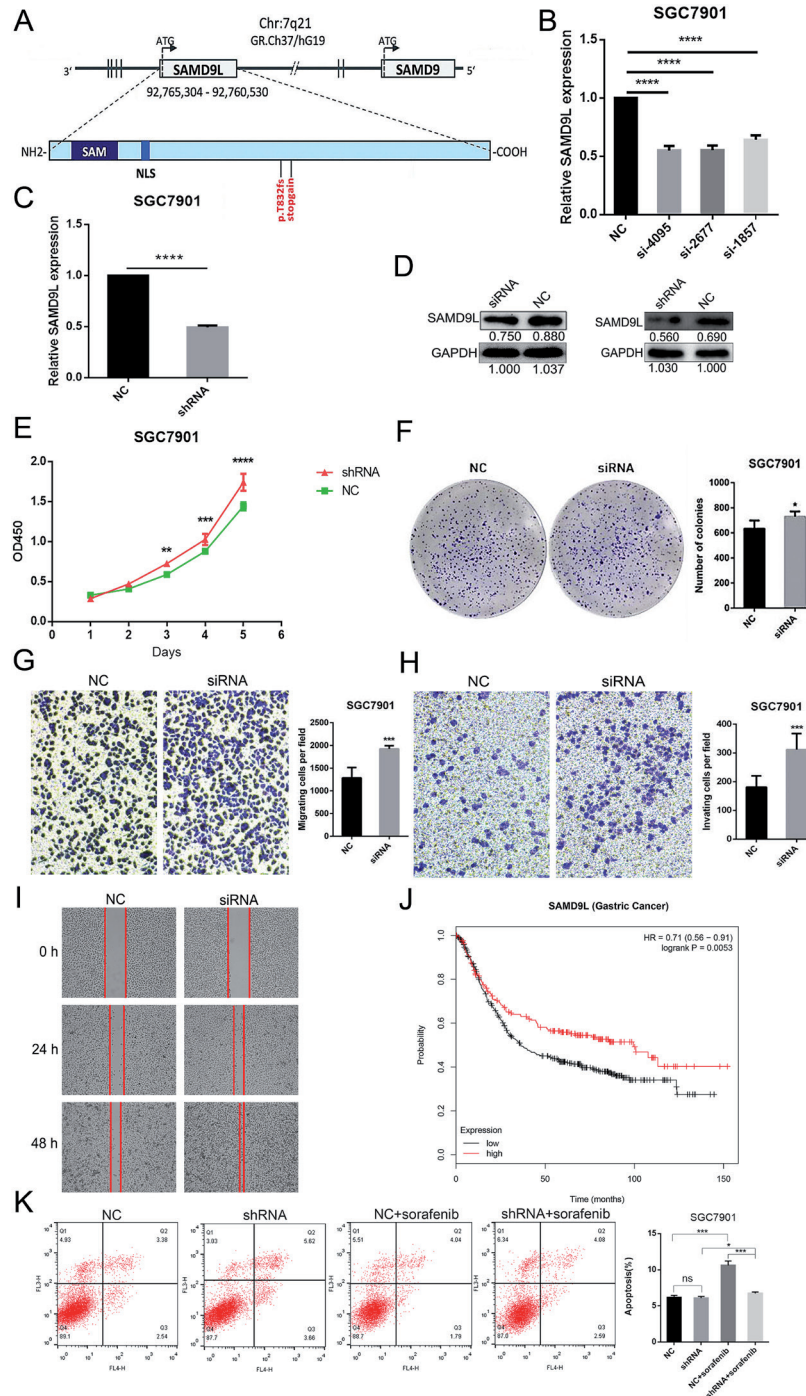 A
Chr:7q21
GR.Ch37/hG19
ATG
ATG
3′
SAMD9L
//
SAMD9
5′
92,765,304 - 92,760,530
NH2-
SAM
-COOH
NLS
p.T832fs
stopgain
B
SGC7901
Relative SAMD9L expression
1.5
1.0
0.5
0.0
****
****
****
NC
si-4095
si-2677
si-1857
C
SGC7901
Relative SAMD9L expression
1.5
1.0
0.5
0.0
****
NC
shRNA
D
siRNA NC
SAMD9L
0.750 0.880
GAPDH
1.000 1.037
shRNA NC
SAMD9L
0.560 0.690
GAPDH
1.030 1.000
E
SGC7901
OD450
2.0
1.5
1.0
0.5
0.0
**
***
****
shRNA
NC
0 1 2 3 4 5 6
Days
F
NC
siRNA
SGC7901
Number of colonies
1000
800
600
400
200
0
*
NC
siRNA
G
NC
siRNA
SGC7901
Migrating cells per field
2500
2000
1500
1000
500
0
***
NC
siRNA
H
NC
siRNA
SGC7901
Invating cells per field
400
300
200
100
0
***
NC
siRNA
I
NC
siRNA
0 h
24 h
48 h
J
SAMD9L (Gastric Cancer)
HR = 0.71 (0.56 − 0.91)
logrank P = 0.0053
Probability
1.0
0.8
0.6
0.4
0.2
0.0
Expression
low
high
0 50 100 150
Time (months)
K
NC
Q1
4.93
Q2
3.38
Q4
89.1
Q3
2.54
FL3-H
FL4-H
shRNA
Q1
3.03
Q2
5.62
Q4
87.7
Q3
3.66
FL3-H
FL4-H
NC+sorafenib
Q1
5.51
Q2
4.04
Q4
88.7
Q3
1.79
FL3-H
FL4-H
shRNA+sorafenib
Q1
6.34
Q2
4.08
Q4
87.0
Q3
2.59
FL3-H
FL4-H
SGC7901
Apoptosis(%)
15
10
5
0
***
*
***
ns
NC
shRNA
NC+sorafenib
shRNA+sorafenib